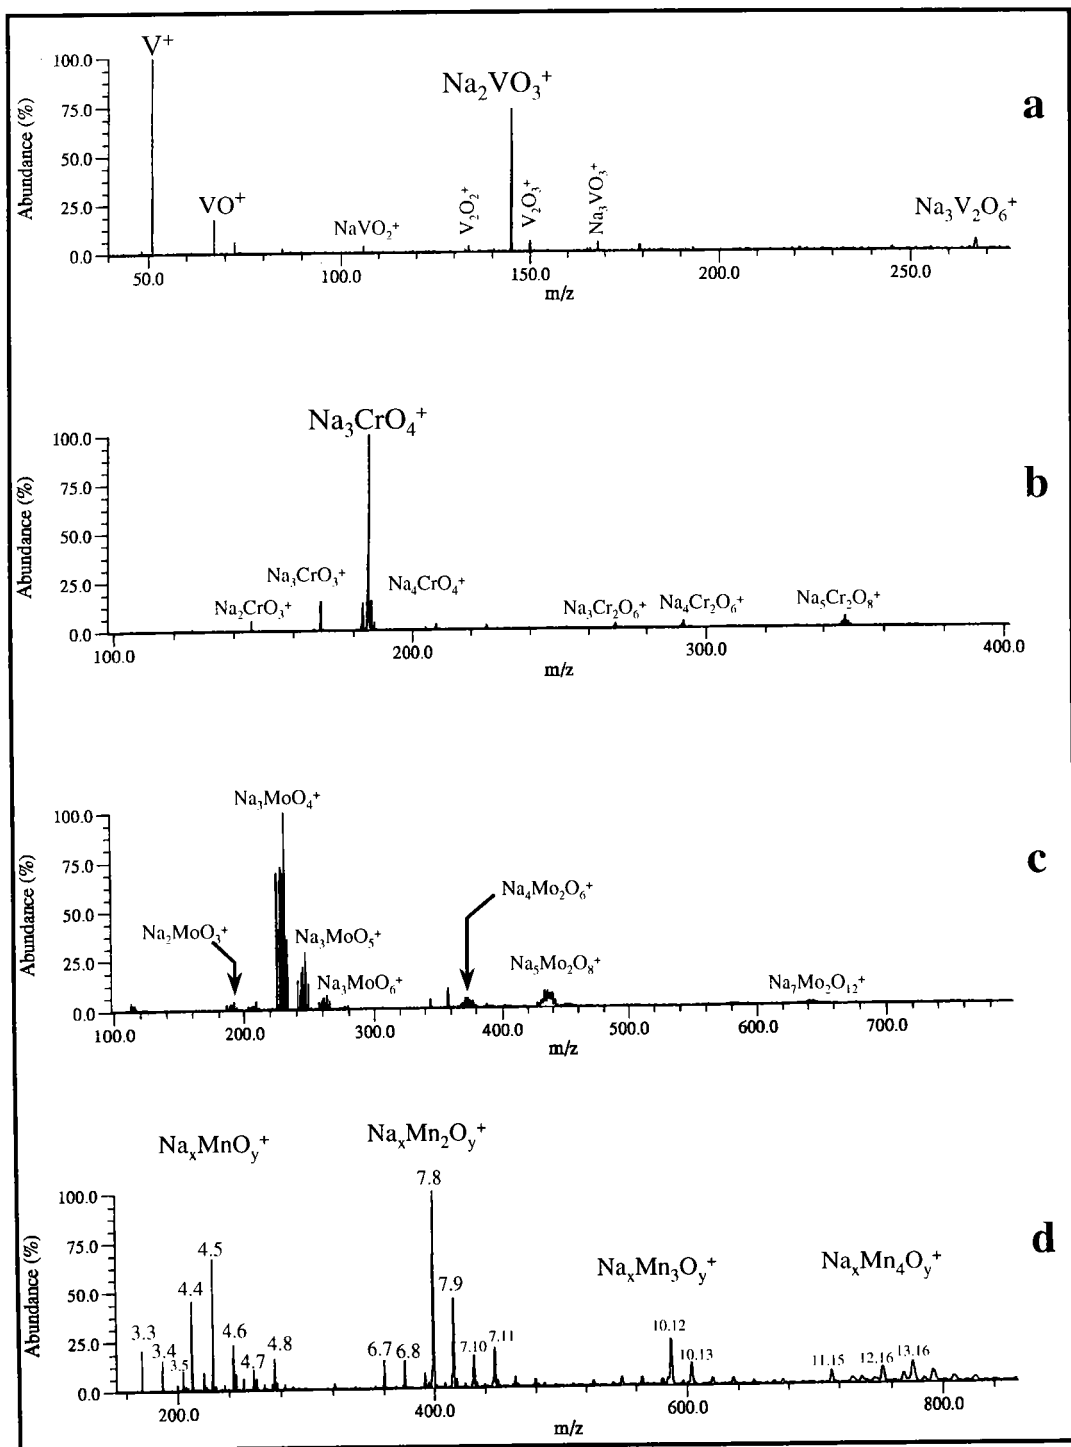 V⁺
100.0
75.0
50.0
25.0
0.0
Abundance (%)
Na₂VO₃⁺
a
VO⁺
NaVO₂⁺
V₂O₂⁺
V₂O₃⁺
Na₃VO₃⁺
Na₃V₂O₆⁺
50.0 100.0 150.0 200.0 250.0
m/z
Na₃CrO₄⁺
b
100.0
75.0
50.0
25.0
0.0
Abundance (%)
Na₂CrO₃⁺
Na₃CrO₃⁺
Na₄CrO₄⁺
Na₃Cr₂O₆⁺
Na₄Cr₂O₆⁺
Na₅Cr₂O₈⁺
100.0 200.0 300.0 400.0
m/z
Na₃MoO₄⁺
c
100.0
75.0
50.0
25.0
0.0
Abundance (%)
Na₂MoO₃⁺
Na₃MoO₅⁺
Na₃MoO₆⁺
Na₄Mo₂O₆⁺
Na₅Mo₂O₈⁺
Na₇Mo₂O₁₂⁺
100.0 200.0 300.0 400.0 500.0 600.0 700.0
m/z
NaₓMnOᵧ⁺
NaₓMn₂Oᵧ⁺
NaₓMn₃Oᵧ⁺
NaₓMn₄Oᵧ⁺
d
100.0
75.0
50.0
25.0
0.0
Abundance (%)
3.3
3.4
3.5
4.4
4.5
4.6
4.7
4.8
6.7
6.8
7.8
7.9
7.10
7.11
10.12
10.13
11.15
12.16
13.16
200.0 400.0 600.0 800.0
m/z